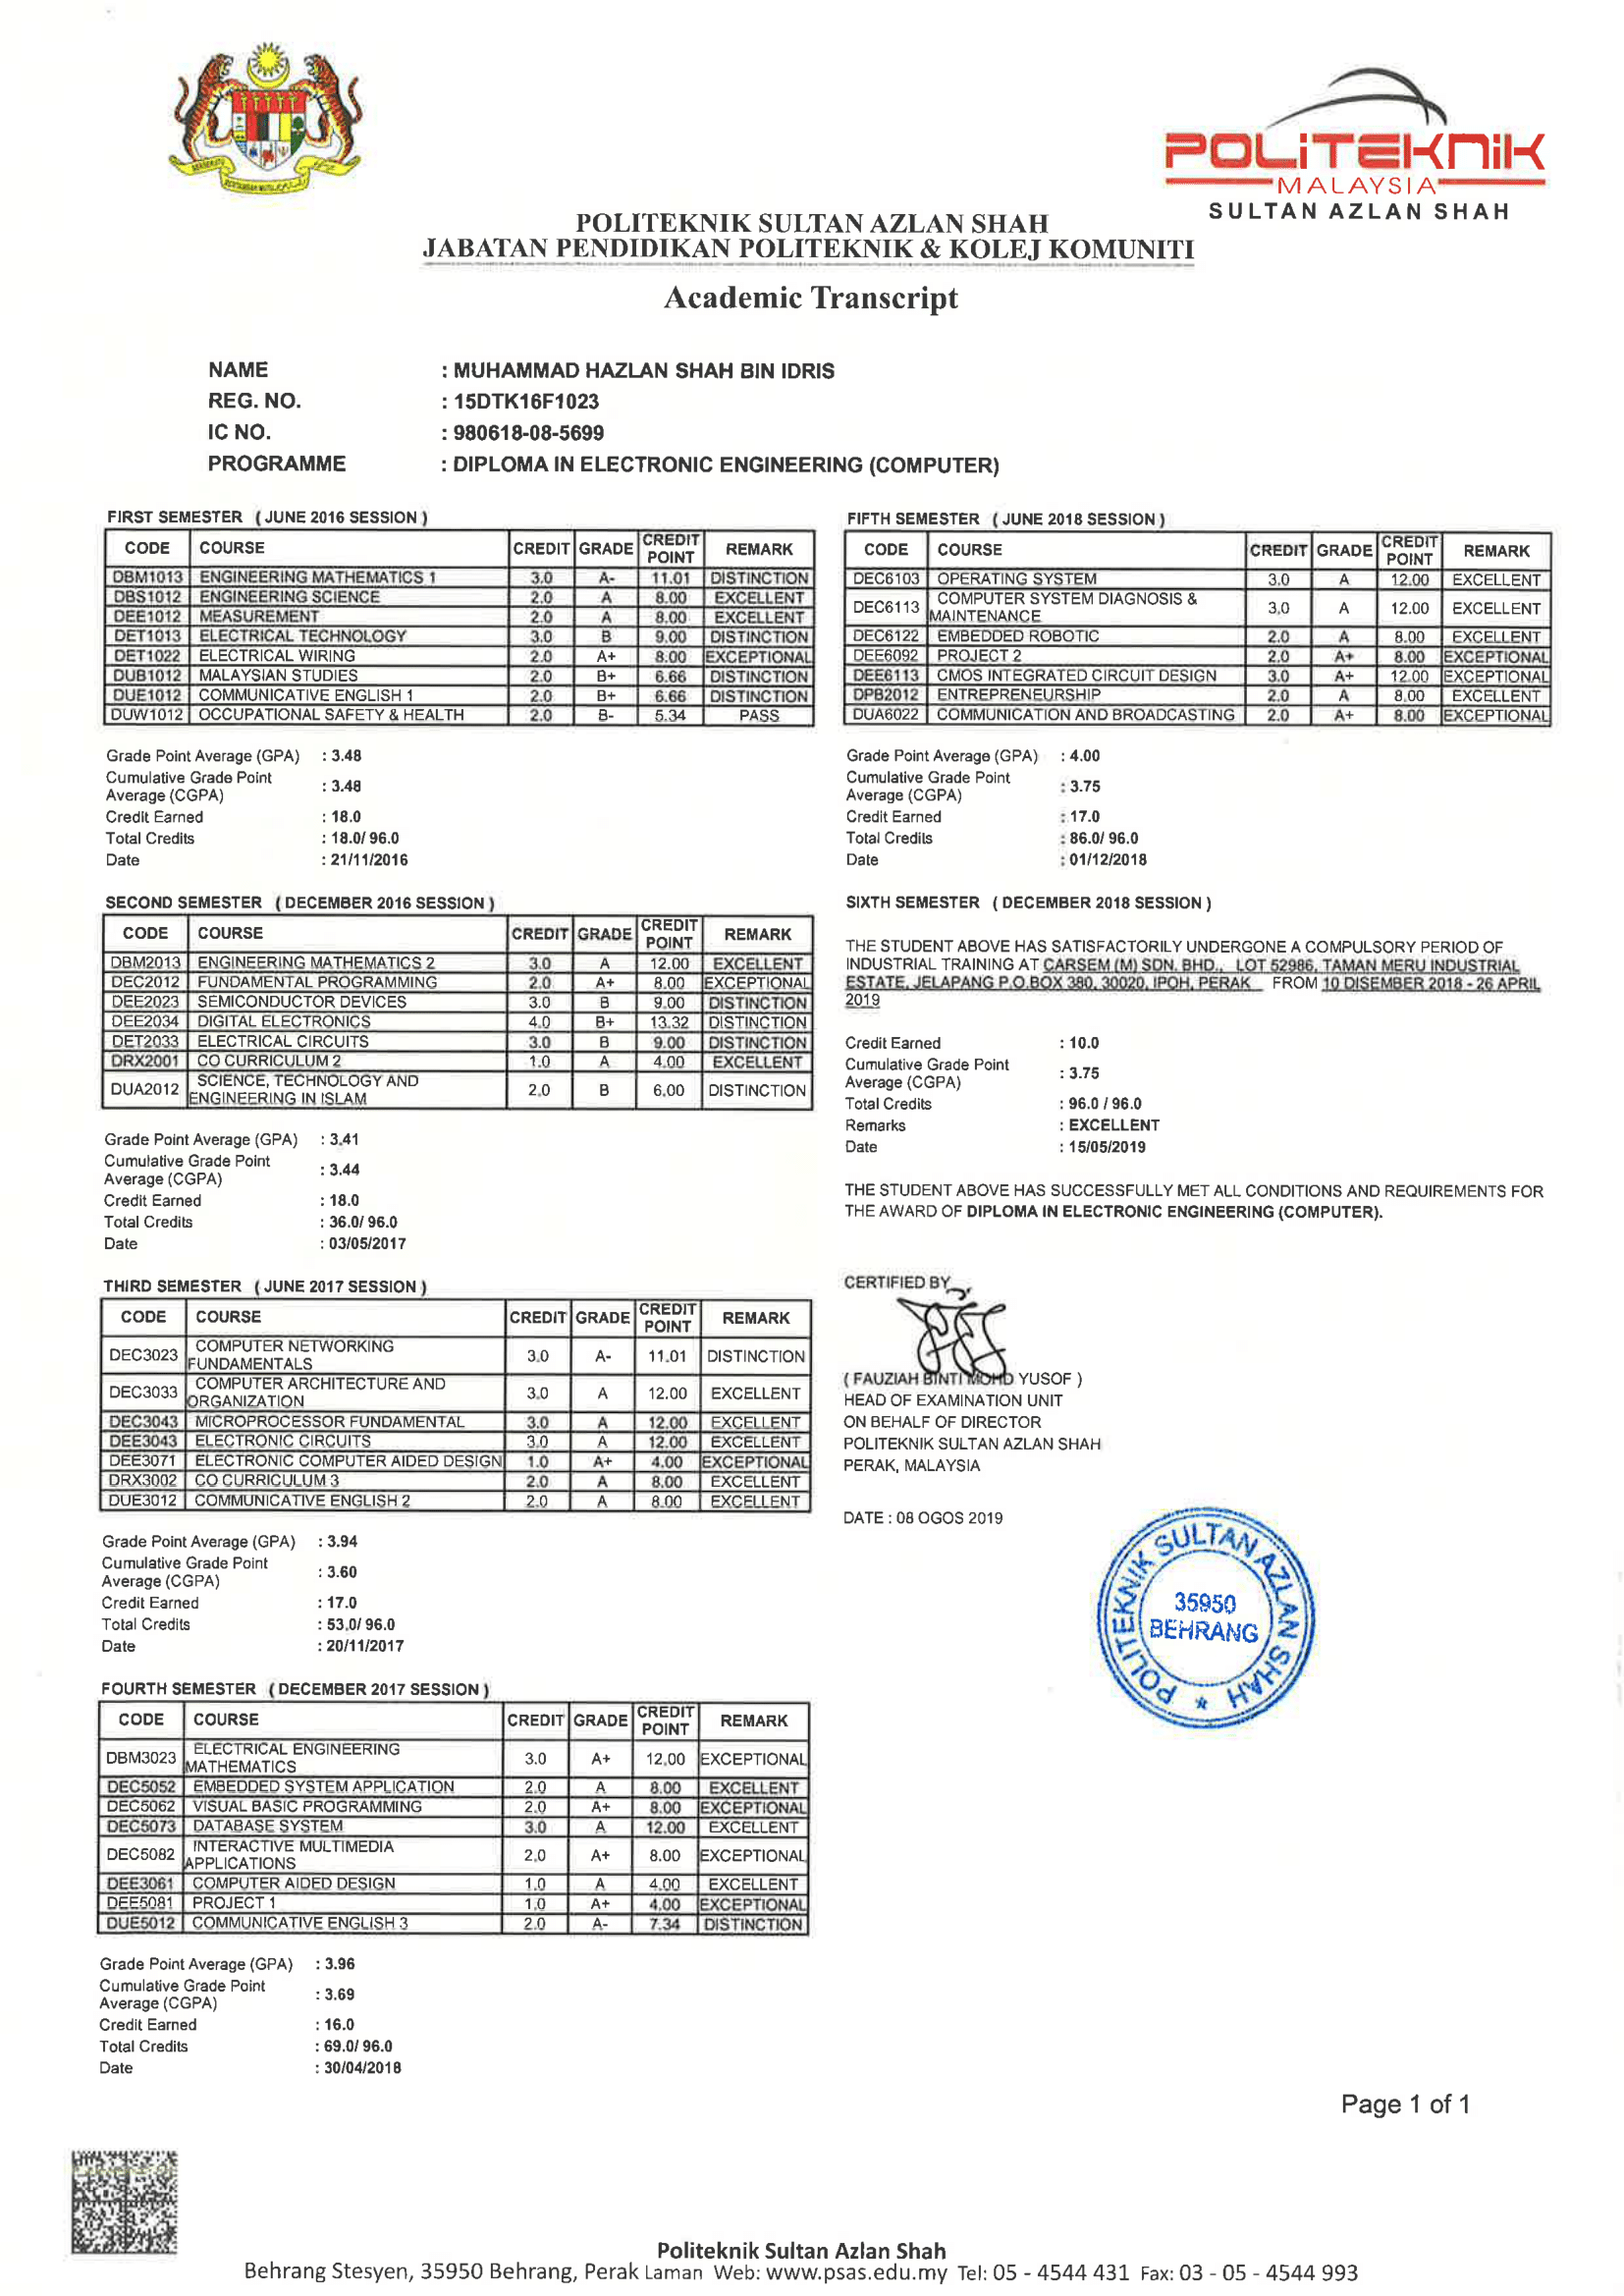 POLiTEKNiK
MALAYSIA
SULTAN AZLAN SHAH
POLITEKNIK SULTAN AZLAN SHAH
JABATAN PENDIDIKAN POLITEKNIK & KOLEJ KOMUNITI
Academic Transcript
NAME : MUHAMMAD HAZLAN SHAH BIN IDRIS
REG. NO. : 15DTK16F1023
IC NO. : 980618-08-5699
PROGRAMME : DIPLOMA IN ELECTRONIC ENGINEERING (COMPUTER)
FIRST SEMESTER ( JUNE 2016 SESSION )
CODE COURSE CREDIT GRADE CREDIT POINT REMARK
DBM1013 ENGINEERING MATHEMATICS 1 3.0 A- 11.01 DISTINCTION
DBS1012 ENGINEERING SCIENCE 2.0 A 8.00 EXCELLENT
DEE1012 MEASUREMENT 2.0 A 8.00 EXCELLENT
DET1013 ELECTRICAL TECHNOLOGY 3.0 B 9.00 DISTINCTION
DET1022 ELECTRICAL WIRING 2.0 A+ 8.00 EXCEPTIONAL
DUB1012 MALAYSIAN STUDIES 2.0 B+ 6.66 DISTINCTION
DUE1012 COMMUNICATIVE ENGLISH 1 2.0 B+ 6.66 DISTINCTION
DUW1012 OCCUPATIONAL SAFETY & HEALTH 2.0 B- 5.34 PASS
Grade Point Average (GPA) : 3.48
Cumulative Grade Point
Average (CGPA) : 3.48
Credit Earned : 18.0
Total Credits : 18.0/ 96.0
Date : 21/11/2016
SECOND SEMESTER ( DECEMBER 2016 SESSION )
CODE COURSE CREDIT GRADE CREDIT POINT REMARK
DBM2013 ENGINEERING MATHEMATICS 2 3.0 A 12.00 EXCELLENT
DEC2012 FUNDAMENTAL PROGRAMMING 2.0 A+ 8.00 EXCEPTIONAL
DEE2023 SEMICONDUCTOR DEVICES 3.0 B 9.00 DISTINCTION
DEE2034 DIGITAL ELECTRONICS 4.0 B+ 13.32 DISTINCTION
DET2033 ELECTRICAL CIRCUITS 3.0 B 9.00 DISTINCTION
DRX2001 CO CURRICULUM 2 1.0 A 4.00 EXCELLENT
DUA2012 SCIENCE, TECHNOLOGY AND
ENGINEERING IN ISLAM 2.0 B 6.00 DISTINCTION
Grade Point Average (GPA) : 3.41
Cumulative Grade Point
Average (CGPA) : 3.44
Credit Earned : 18.0
Total Credits : 36.0/ 96.0
Date : 03/05/2017
THIRD SEMESTER ( JUNE 2017 SESSION )
CODE COURSE CREDIT GRADE CREDIT POINT REMARK
DEC3023 COMPUTER NETWORKING
FUNDAMENTALS 3.0 A- 11.01 DISTINCTION
DEC3033 COMPUTER ARCHITECTURE AND
ORGANIZATION 3.0 A 12.00 EXCELLENT
DEC3043 MICROPROCESSOR FUNDAMENTAL 3.0 A 12.00 EXCELLENT
DEE3043 ELECTRONIC CIRCUITS 3.0 A 12.00 EXCELLENT
DEE3071 ELECTRONIC COMPUTER AIDED DESIGN 1.0 A+ 4.00 EXCEPTIONAL
DRX3002 CO CURRICULUM 3 2.0 A 8.00 EXCELLENT
DUE3012 COMMUNICATIVE ENGLISH 2 2.0 A 8.00 EXCELLENT
Grade Point Average (GPA) : 3.94
Cumulative Grade Point
Average (CGPA) : 3.60
Credit Earned : 17.0
Total Credits : 53.0/ 96.0
Date : 20/11/2017
FOURTH SEMESTER ( DECEMBER 2017 SESSION )
CODE COURSE CREDIT GRADE CREDIT POINT REMARK
DBM3023 ELECTRICAL ENGINEERING
MATHEMATICS 3.0 A+ 12.00 EXCEPTIONAL
DEC5052 EMBEDDED SYSTEM APPLICATION 2.0 A 8.00 EXCELLENT
DEC5062 VISUAL BASIC PROGRAMMING 2.0 A+ 8.00 EXCEPTIONAL
DEC5073 DATABASE SYSTEM 3.0 A 12.00 EXCELLENT
DEC5082 INTERACTIVE MULTIMEDIA
APPLICATIONS 2.0 A+ 8.00 EXCEPTIONAL
DEE3061 COMPUTER AIDED DESIGN 1.0 A 4.00 EXCELLENT
DEE5081 PROJECT 1 1.0 A+ 4.00 EXCEPTIONAL
DUE5012 COMMUNICATIVE ENGLISH 3 2.0 A- 7.34 DISTINCTION
Grade Point Average (GPA) : 3.96
Cumulative Grade Point
Average (CGPA) : 3.69
Credit Earned : 16.0
Total Credits : 69.0/ 96.0
Date : 30/04/2018
FIFTH SEMESTER ( JUNE 2018 SESSION )
CODE COURSE CREDIT GRADE CREDIT POINT REMARK
DEC6103 OPERATING SYSTEM 3.0 A 12.00 EXCELLENT
DEC6113 COMPUTER SYSTEM DIAGNOSIS &
MAINTENANCE 3.0 A 12.00 EXCELLENT
DEC6122 EMBEDDED ROBOTIC 2.0 A 8.00 EXCELLENT
DEE6092 PROJECT 2 2.0 A+ 8.00 EXCEPTIONAL
DEE6113 CMOS INTEGRATED CIRCUIT DESIGN 3.0 A+ 12.00 EXCEPTIONAL
DPB2012 ENTREPRENEURSHIP 2.0 A 8.00 EXCELLENT
DUA6022 COMMUNICATION AND BROADCASTING 2.0 A+ 8.00 EXCEPTIONAL
Grade Point Average (GPA) : 4.00
Cumulative Grade Point
Average (CGPA) : 3.75
Credit Earned : 17.0
Total Credits : 86.0/ 96.0
Date : 01/12/2018
SIXTH SEMESTER ( DECEMBER 2018 SESSION )
THE STUDENT ABOVE HAS SATISFACTORILY UNDERGONE A COMPULSORY PERIOD OF
INDUSTRIAL TRAINING AT CARSEM (M) SDN. BHD., LOT 52986, TAMAN MERU INDUSTRIAL
ESTATE, JELAPANG P.O.BOX 380, 30020, IPOH, PERAK FROM 10 DISEMBER 2018 - 26 APRIL
2019
Credit Earned : 10.0
Cumulative Grade Point
Average (CGPA) : 3.75
Total Credits : 96.0 / 96.0
Remarks : EXCELLENT
Date : 15/05/2019
THE STUDENT ABOVE HAS SUCCESSFULLY MET ALL CONDITIONS AND REQUIREMENTS FOR
THE AWARD OF DIPLOMA IN ELECTRONIC ENGINEERING (COMPUTER).
CERTIFIED BY
( FAUZIAH BINTI MOHD YUSOF )
HEAD OF EXAMINATION UNIT
ON BEHALF OF DIRECTOR
POLITEKNIK SULTAN AZLAN SHAH
PERAK, MALAYSIA
DATE : 08 OGOS 2019
POLITEKNIK SULTAN AZLAN SHAH
35950
BEHRANG
Page 1 of 1
Politeknik Sultan Azlan Shah
Behrang Stesyen, 35950 Behrang, Perak Laman Web: www.psas.edu.my Tel: 05 - 4544 431 Fax: 03 - 05 - 4544 993